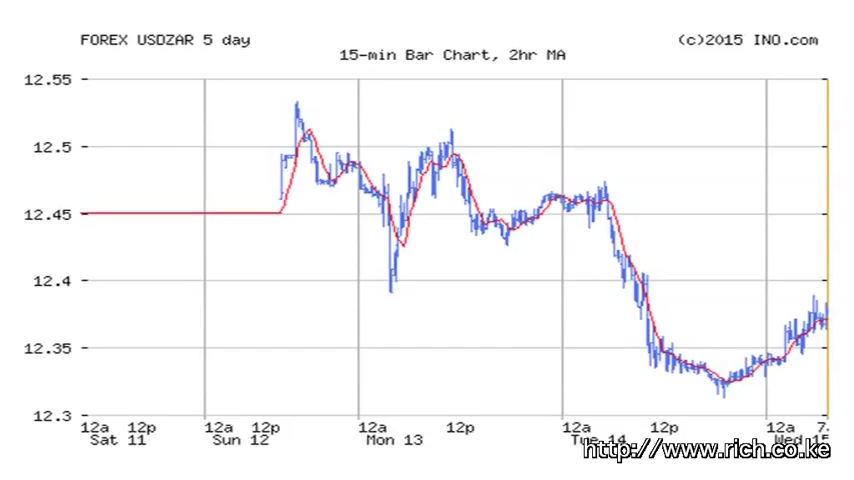 FOREX USDZAR 5 day
(c)2015 INO.com
15-min Bar Chart, 2hr MA
12.55
12.5
12.45
12.4
12.35
12.3
12a 12p 12a 12p 12a 12p 12a 12p 12a 7:
Sat 11 Sun 12 Mon 13 Tue 14 Wed 15
http://www.rich.co.ke